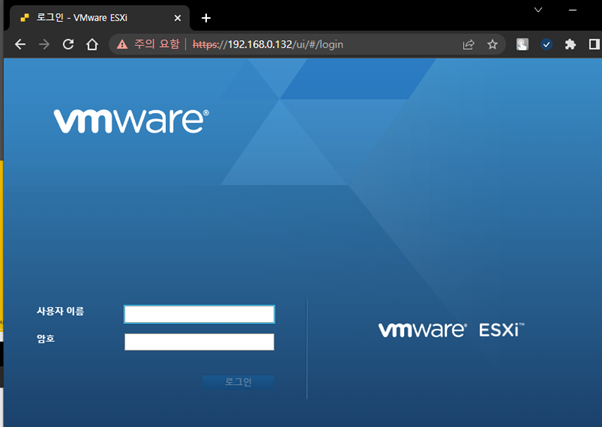 로그인 - VMware ESXi
주의 요함 https://192.168.0.132/ui/#/login
vmware®
사용자 이름
암호
로그인
vmware® ESXi™